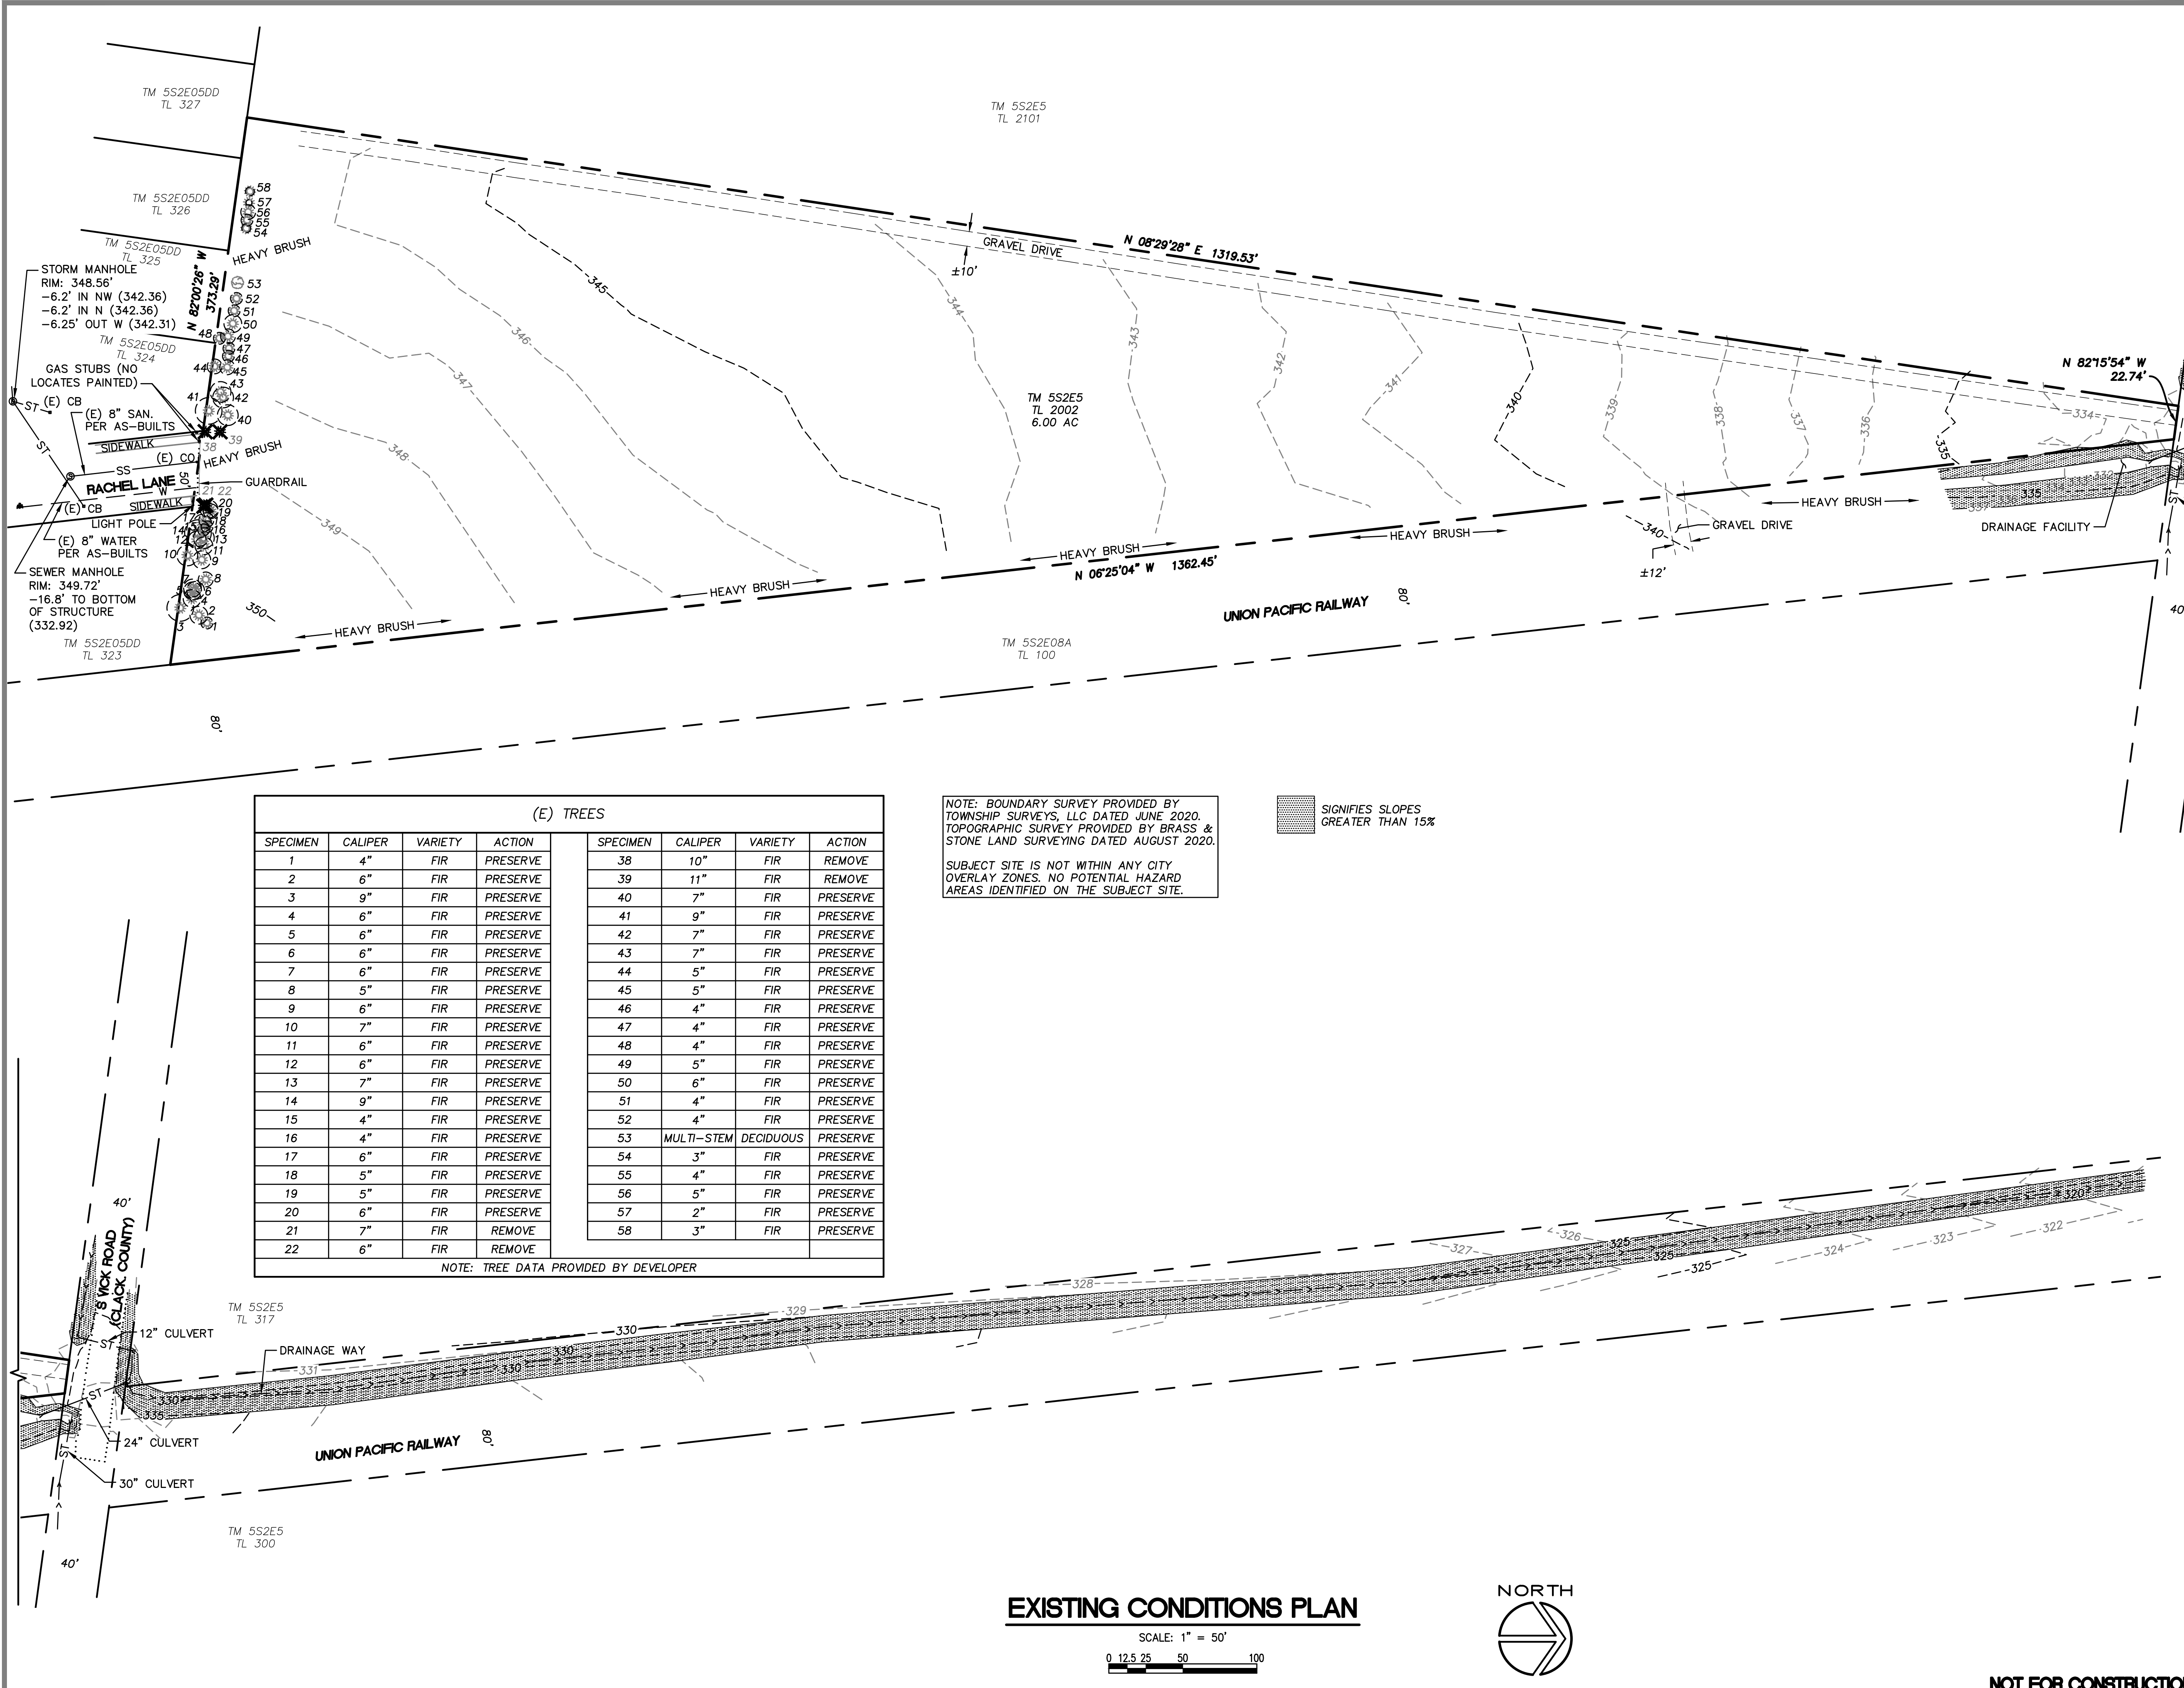 TM 5S2E05DD
TL 327
TM 5S2E5
TL 2101
TM 5S2E05DD
TL 326
58
57
56
55
54
HEAVY BRUSH
TM 5S2E05DD
TL 325
STORM MANHOLE
RIM: 348.56'
-6.2' IN NW (342.36)
-6.2' IN N (342.36)
-6.25' OUT W (342.31)
N 82°00'26" W
373.29'
53
52
51
50
48
49
47
46
44
45
43
42
41
40
TM 5S2E05DD
TL 324
GAS STUBS (NO
LOCATES PAINTED)
ST
(E) CB
(E) 8" SAN.
PER AS-BUILTS
SIDEWALK
38
39
HEAVY BRUSH
(E) CO
ST
SS
50'
RACHEL LANE
W
GUARDRAIL
21 22
SIDEWALK
(E) CB
20
19
18
17
16
LIGHT POLE
14
13
12
11
10
9
(E) 8" WATER
PER AS-BUILTS
8
7
6
5
4
3
2
1
SEWER MANHOLE
RIM: 349.72'
-16.8' TO BOTTOM
OF STRUCTURE
(332.92)
TM 5S2E05DD
TL 323
350
349
348
347
346
345
344
343
342
341
340
339
338
337
336
335
334
332
335
337
GRAVEL DRIVE
±10'
N 08°29'28" E 1319.53'
TM 5S2E5
TL 2002
6.00 AC
N 82°15'54" W
22.74'
HEAVY BRUSH
HEAVY BRUSH
HEAVY BRUSH
HEAVY BRUSH
HEAVY BRUSH
N 06°25'04" W 1362.45'
340
GRAVEL DRIVE
±12'
DRAINAGE FACILITY
ST
40'
UNION PACIFIC RAILWAY
80'
TM 5S2E08A
TL 100
80'
(E) TREES
SPECIMEN CALIPER VARIETY ACTION SPECIMEN CALIPER VARIETY ACTION
1 4" FIR PRESERVE 38 10" FIR REMOVE
2 6" FIR PRESERVE 39 11" FIR REMOVE
3 9" FIR PRESERVE 40 7" FIR PRESERVE
4 6" FIR PRESERVE 41 9" FIR PRESERVE
5 6" FIR PRESERVE 42 7" FIR PRESERVE
6 6" FIR PRESERVE 43 7" FIR PRESERVE
7 6" FIR PRESERVE 44 5" FIR PRESERVE
8 5" FIR PRESERVE 45 5" FIR PRESERVE
9 6" FIR PRESERVE 46 4" FIR PRESERVE
10 7" FIR PRESERVE 47 4" FIR PRESERVE
11 6" FIR PRESERVE 48 4" FIR PRESERVE
12 6" FIR PRESERVE 49 5" FIR PRESERVE
13 7" FIR PRESERVE 50 6" FIR PRESERVE
14 9" FIR PRESERVE 51 4" FIR PRESERVE
15 4" FIR PRESERVE 52 4" FIR PRESERVE
16 4" FIR PRESERVE 53 MULTI-STEM DECIDUOUS PRESERVE
17 6" FIR PRESERVE 54 3" FIR PRESERVE
18 5" FIR PRESERVE 55 4" FIR PRESERVE
19 5" FIR PRESERVE 56 5" FIR PRESERVE
20 6" FIR PRESERVE 57 2" FIR PRESERVE
21 7" FIR REMOVE 58 3" FIR PRESERVE
22 6" FIR REMOVE
NOTE: TREE DATA PROVIDED BY DEVELOPER
NOTE: BOUNDARY SURVEY PROVIDED BY
TOWNSHIP SURVEYS, LLC DATED JUNE 2020.
TOPOGRAPHIC SURVEY PROVIDED BY BRASS &
STONE LAND SURVEYING DATED AUGUST 2020.
SUBJECT SITE IS NOT WITHIN ANY CITY
OVERLAY ZONES. NO POTENTIAL HAZARD
AREAS IDENTIFIED ON THE SUBJECT SITE.
SIGNIFIES SLOPES
GREATER THAN 15%
40'
S VICK ROAD
(CLACK. COUNTY)
TM 5S2E5
TL 317
12" CULVERT
ST
DRAINAGE WAY
ST
330
335
331
330
330
330
329
328
327
326
325
325
325
324
323
322
320
24" CULVERT
ST
30" CULVERT
UNION PACIFIC RAILWAY
80'
TM 5S2E5
TL 300
40'
EXISTING CONDITIONS PLAN
SCALE: 1" = 50'
0 12.5 25 50 100
NORTH
NOT FOR CONSTRUCTION